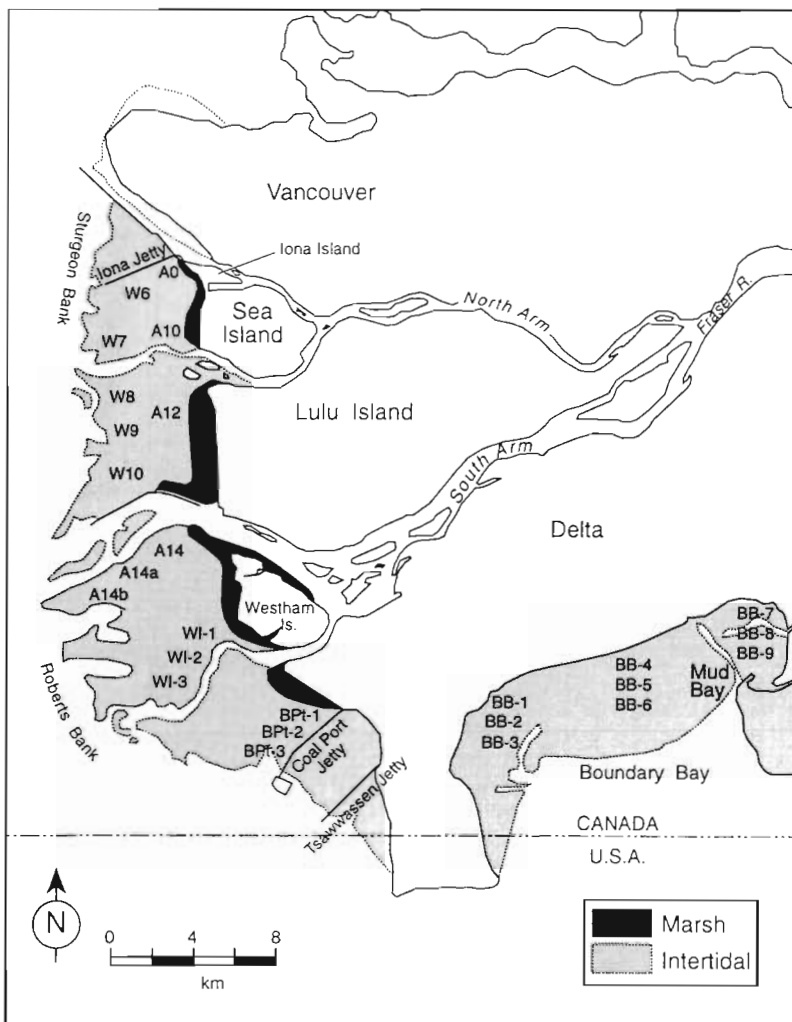 Vancouver
Iona Island
Sturgeon Bank
Iona Jetty
A0
W6
Sea
Island
North Arm
Fraser R.
A10
W7
W8
A12
Lulu Island
W9
W10
South Arm
Delta
A14
A14a
A14b
Westham
Is.
WI-1
WI-2
WI-3
Roberts Bank
BPt-1
BPt-2
BPt-3
Coal Port
Jetty
Tsawwassen Jetty
BB-1
BB-2
BB-3
BB-4
BB-5
BB-6
BB-7
BB-8
BB-9
Mud
Bay
Boundary Bay
CANADA
U.S.A.
N
0 4 8
km
Marsh
Intertidal